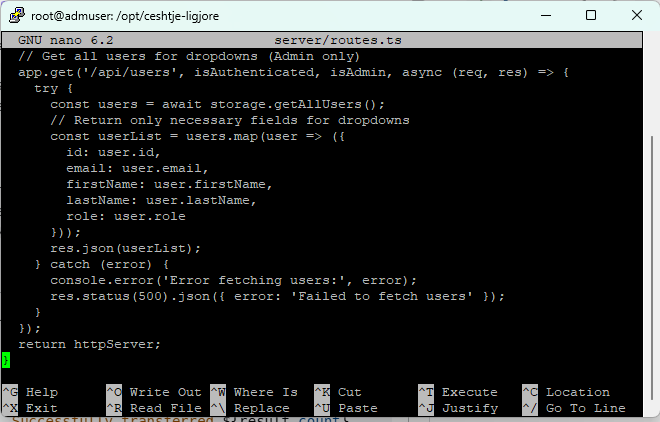 root@admuser: /opt/ceshtje-ligjore
GNU nano 6.2 server/routes.ts
// Get all users for dropdowns (Admin only)
app.get('/api/users', isAuthenticated, isAdmin, async (req, res) => {
try {
const users = await storage.getAllUsers();
// Return only necessary fields for dropdowns
const userList = users.map(user => ({
id: user.id,
email: user.email,
firstName: user.firstName,
lastName: user.lastName,
role: user.role
}));
res.json(userList);
} catch (error) {
console.error('Error fetching users:', error);
res.status(500).json({ error: 'Failed to fetch users' });
}
});
return httpServer;
}
^G Help ^O Write Out ^W Where Is ^K Cut ^T Execute ^C Location
^X Exit ^R Read File ^\ Replace ^U Paste ^J Justify ^/ Go To Line
Successfully transferred ${result.count}